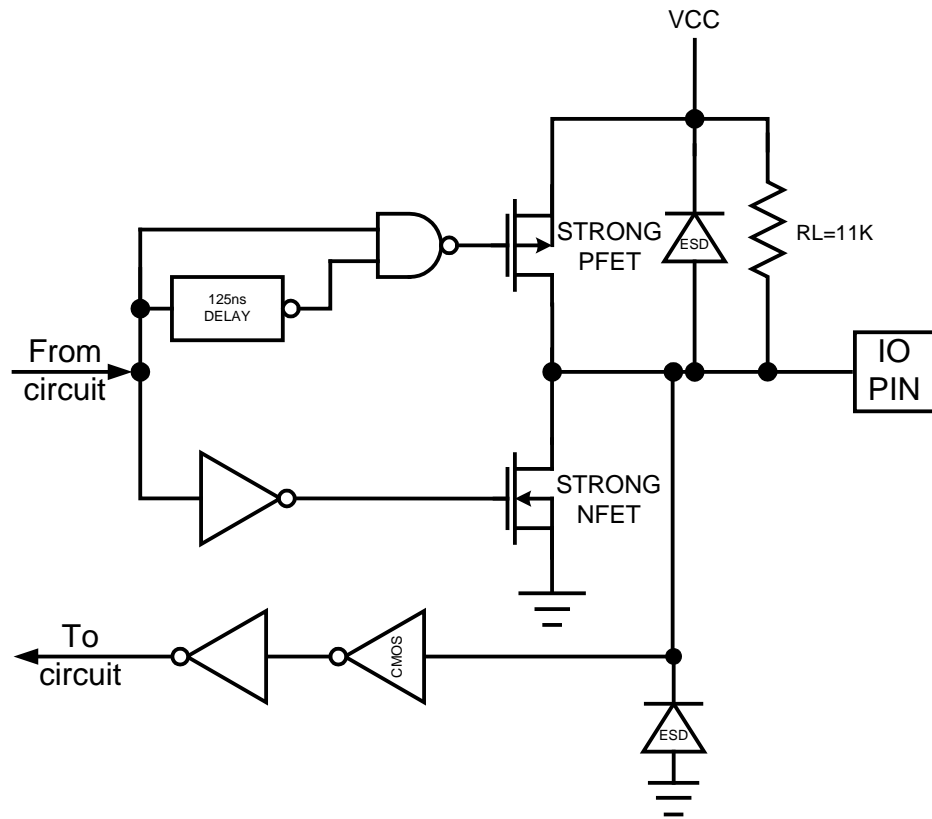 VCC
STRONG
PFET
ESD
RL=11K
125ns
DELAY
From
circuit
IO
PIN
STRONG
NFET
To
circuit
CMOS
ESD